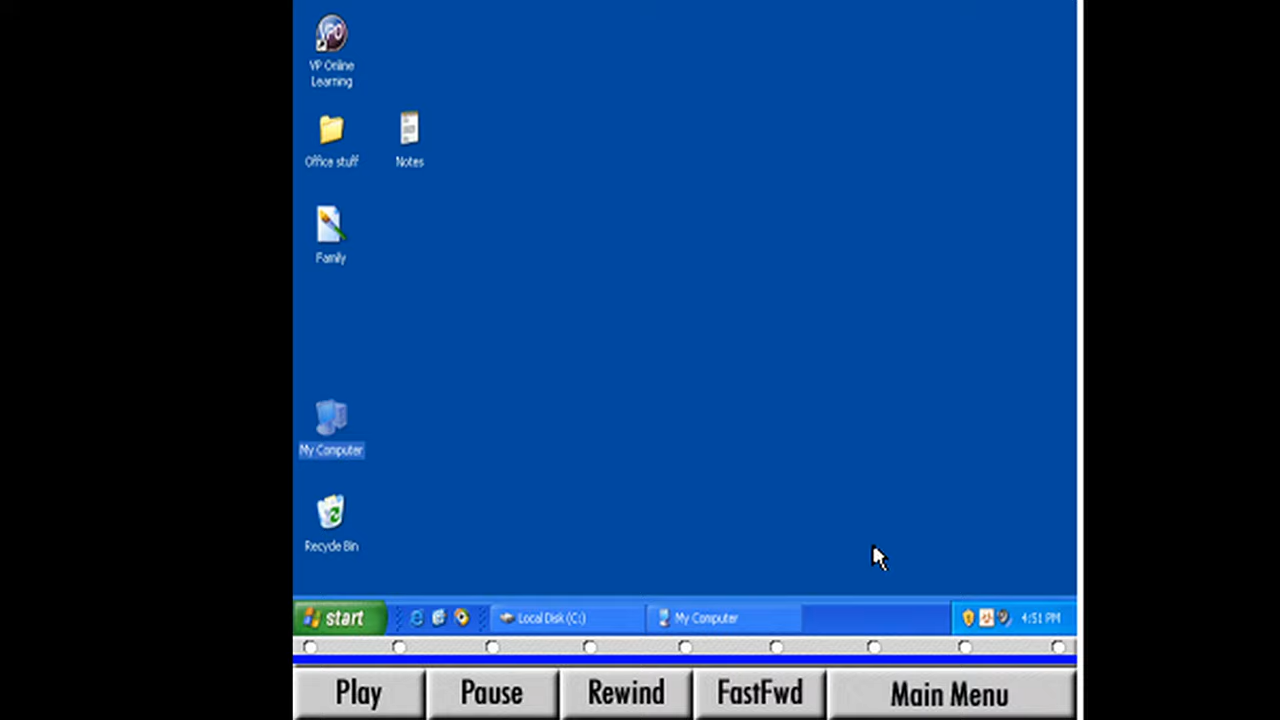 VPO
VP Online
Learning
Office stuff
Notes
Family
My Computer
Recycle Bin
start
Local Disk (C:)
My Computer
4:51 PM
Play
Pause
Rewind
FastFwd
Main Menu